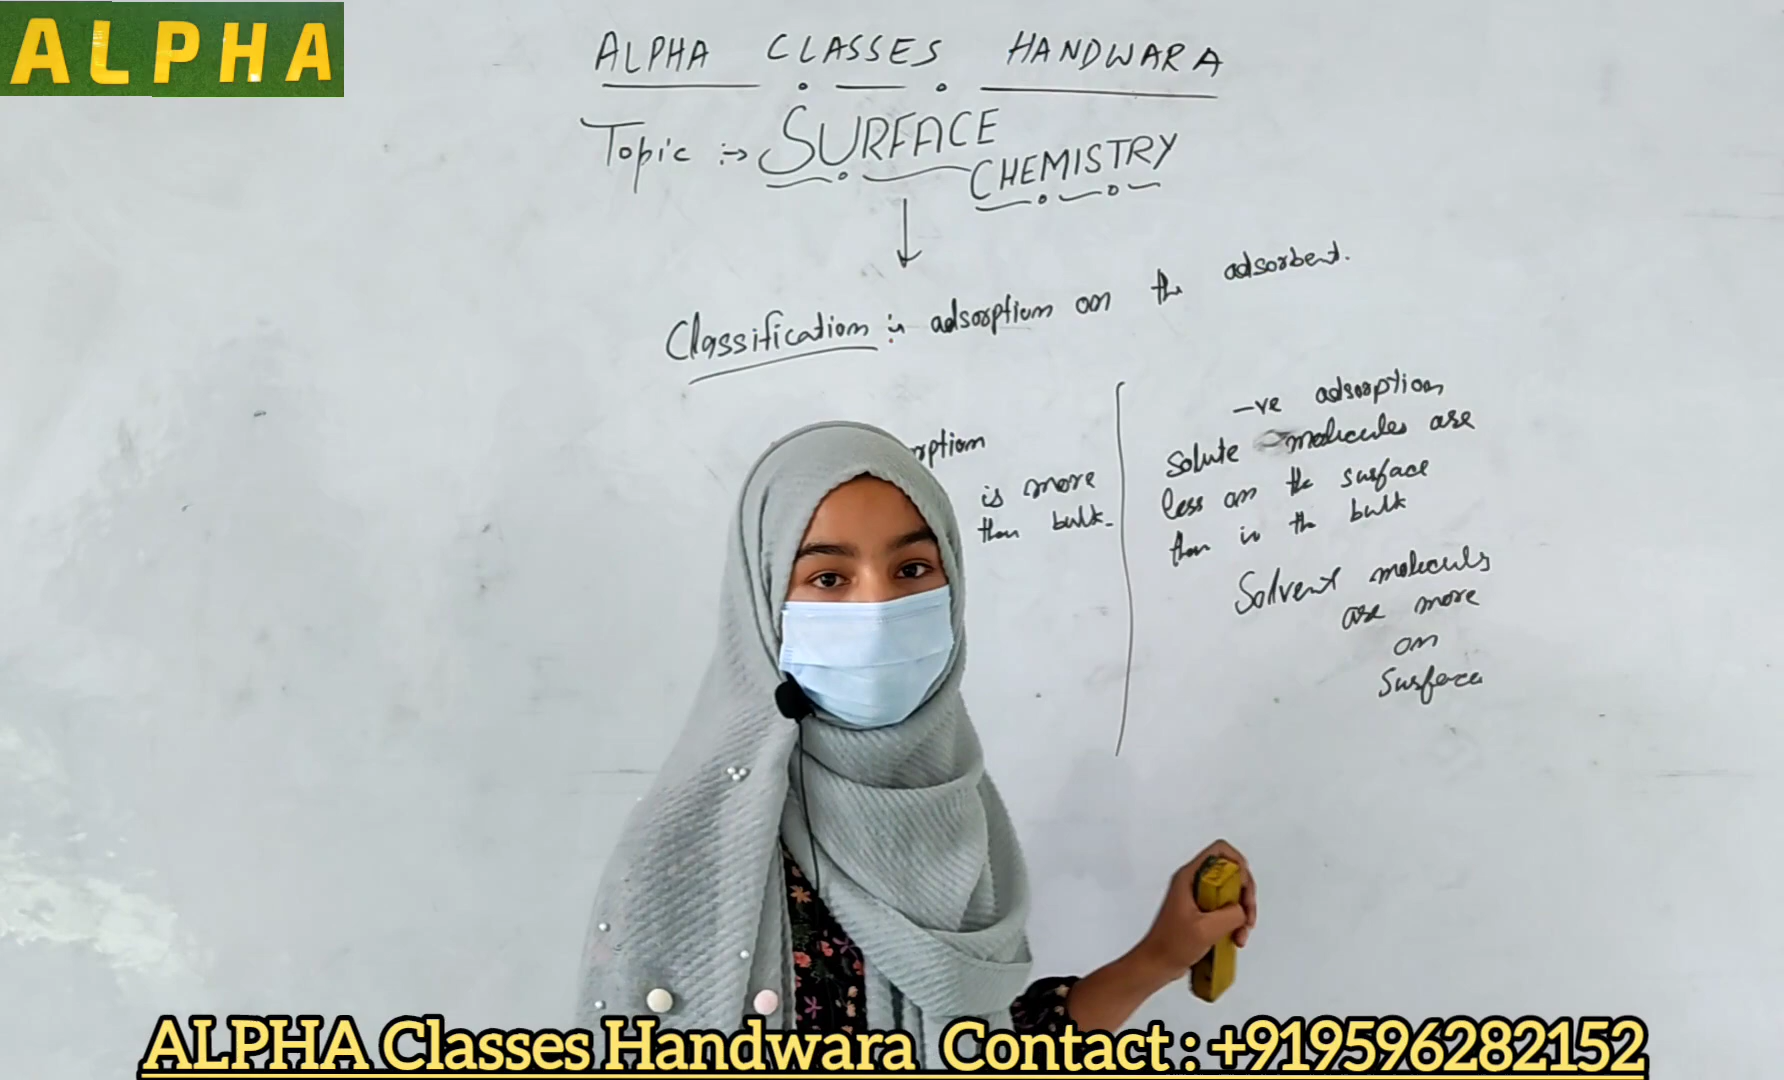 ALPHA
ALPHA CLASSES HANDWARA
Topic :→ SURFACE
CHEMISTRY
Classification :- adsorption on the adsorbent.
rption
is more
than bulk.
-ve adsorption
Solute molecules are
less on the surface
than in the bulk
Solvent moleculs
are more
on
Surface
ALPHA Classes Handwara Contact : +919596282152